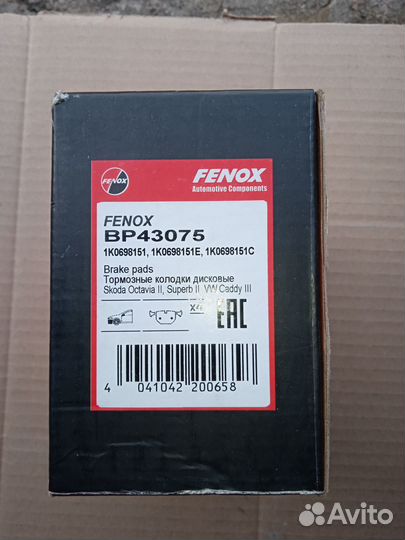 FENOX
FENOX
Automotive Components
FENOX
BP43075
1K0698151, 1K0698151E, 1K0698151C
Brake pads
Тормозные колодки дисковые
Skoda Octavia II, Superb II, VW Caddy III
x4
EAC
4 041042 200658
Avito